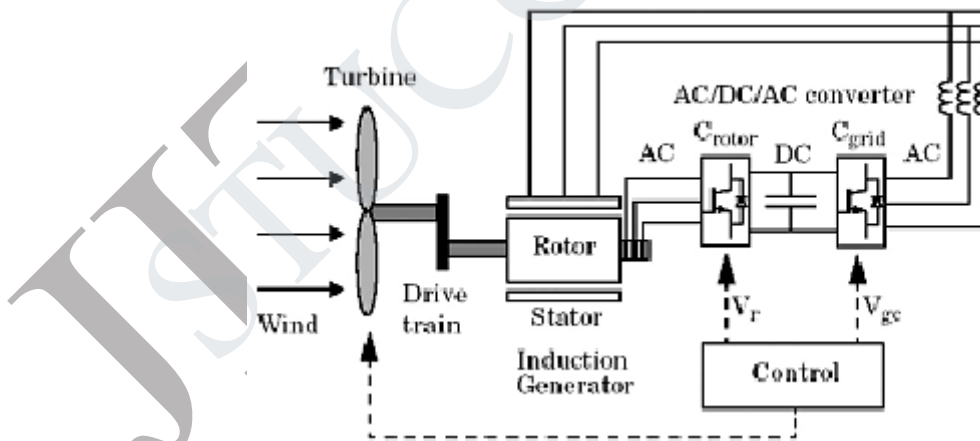 Turbine
AC/DC/AC converter
C_rotor
C_grid
AC
DC
AC
Rotor
Wind
Drive
train
Stator
V_r
V_gc
Induction
Generator
Control